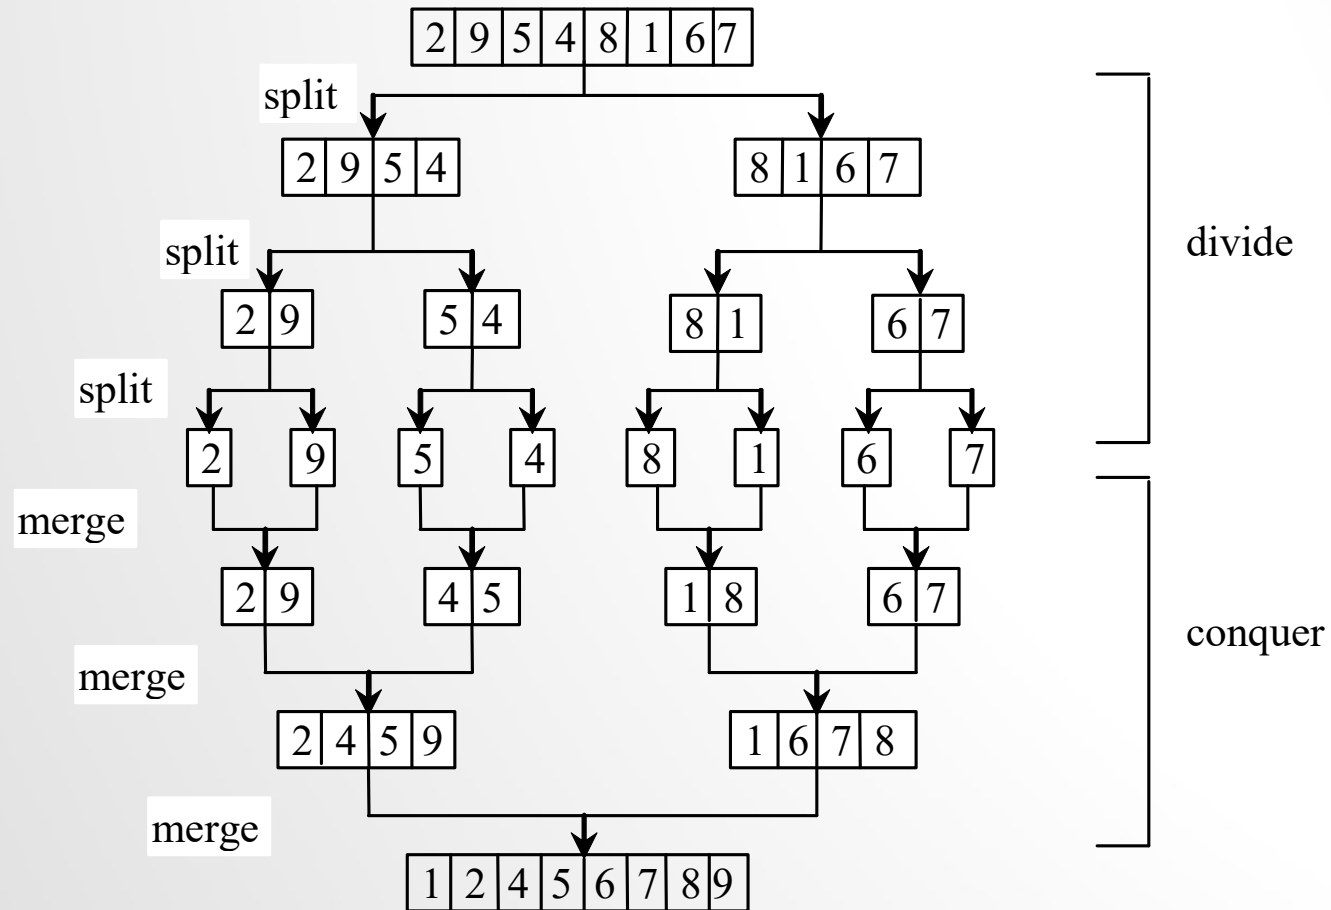 2 9 5 4 8 1 6 7
split
2 9 5 4
8 1 6 7
divide
split
2 9
5 4
8 1
6 7
split
2
9
5
4
8
1
6
7
merge
2 9
4 5
1 8
6 7
conquer
merge
2 4 5 9
1 6 7 8
merge
1 2 4 5 6 7 8 9